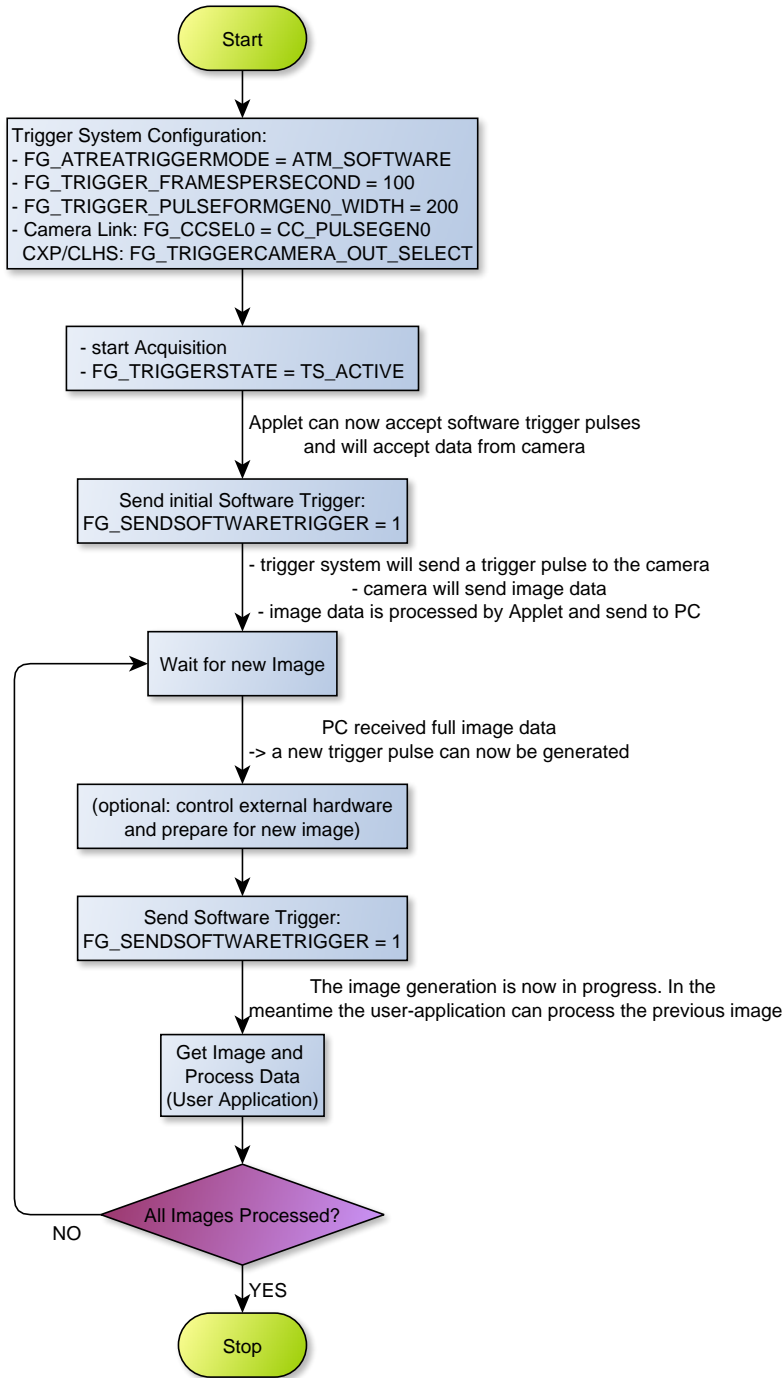 Start
Trigger System Configuration:
- FG_ATREATRIGGERMODE = ATM_SOFTWARE
- FG_TRIGGER_FRAMESPERSECOND = 100
- FG_TRIGGER_PULSEFORMGEN0_WIDTH = 200
- Camera Link: FG_CCSEL0 = CC_PULSEGEN0
CXP/CLHS: FG_TRIGGERCAMERA_OUT_SELECT
- start Acquisition
- FG_TRIGGERSTATE = TS_ACTIVE
Applet can now accept software trigger pulses
and will accept data from camera
Send initial Software Trigger:
FG_SENDSOFTWARETRIGGER = 1
- trigger system will send a trigger pulse to the camera
- camera will send image data
- image data is processed by Applet and send to PC
Wait for new Image
PC received full image data
-> a new trigger pulse can now be generated
(optional: control external hardware
and prepare for new image)
Send Software Trigger:
FG_SENDSOFTWARETRIGGER = 1
The image generation is now in progress. In the
meantime the user-application can process the previous image
Get Image and
Process Data
(User Application)
All Images Processed?
NO
YES
Stop